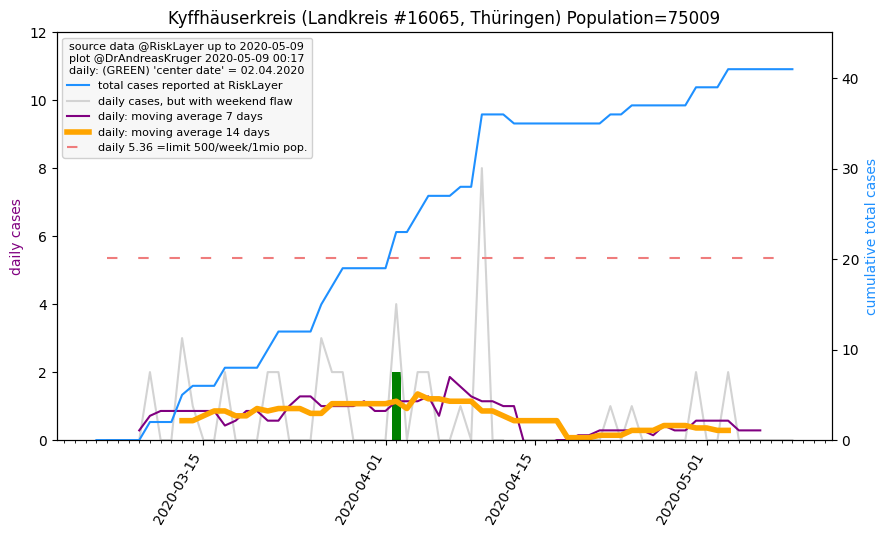 Kyffhäuserkreis (Landkreis #16065, Thüringen) Population=75009
source data @RiskLayer up to 2020-05-09
plot @DrAndreasKruger 2020-05-09 00:17
daily: (GREEN) 'center date' = 02.04.2020
total cases reported at RiskLayer
daily cases, but with weekend flaw
daily: moving average 7 days
daily: moving average 14 days
daily 5.36 =limit 500/week/1mio pop.
daily cases
12
10
8
6
4
2
0
cumulative total cases
40
30
20
10
0
2020-03-15
2020-04-01
2020-04-15
2020-05-01